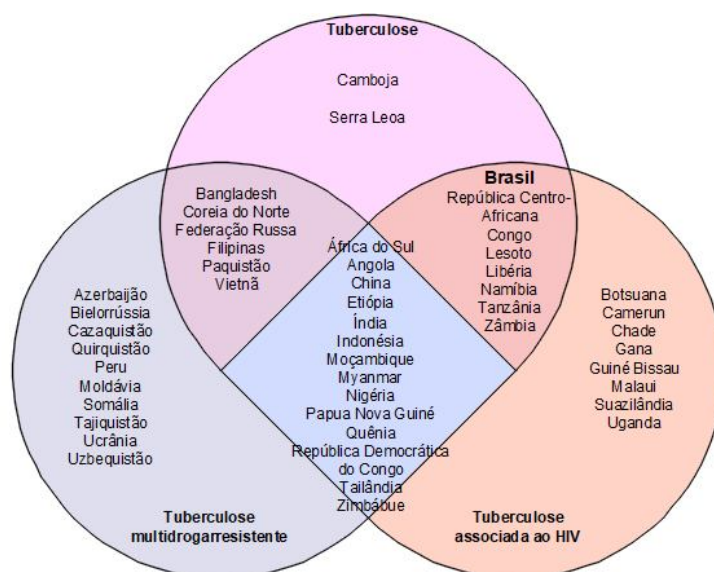 Tuberculose
Camboja
Serra Leoa
Bangladesh
Coreia do Norte
Federação Russa
Filipinas
Paquistão
Vietnã
Brasil
República Centro-
Africana
Congo
Lesoto
Libéria
Namíbia
Tanzânia
Zâmbia
África do Sul
Angola
China
Etiópia
Índia
Indonésia
Moçambique
Myanmar
Nigéria
Papua Nova Guiné
Quênia
República Democrática
do Congo
Tailândia
Zimbábue
Azerbaijão
Bielorrússia
Cazaquistão
Quirquistão
Peru
Moldávia
Somália
Tajiquistão
Ucrânia
Uzbequistão
Botsuana
Camerun
Chade
Gana
Guiné Bissau
Malaui
Suazilândia
Uganda
Tuberculose
multidrogarresistente
Tuberculose
associada ao HIV